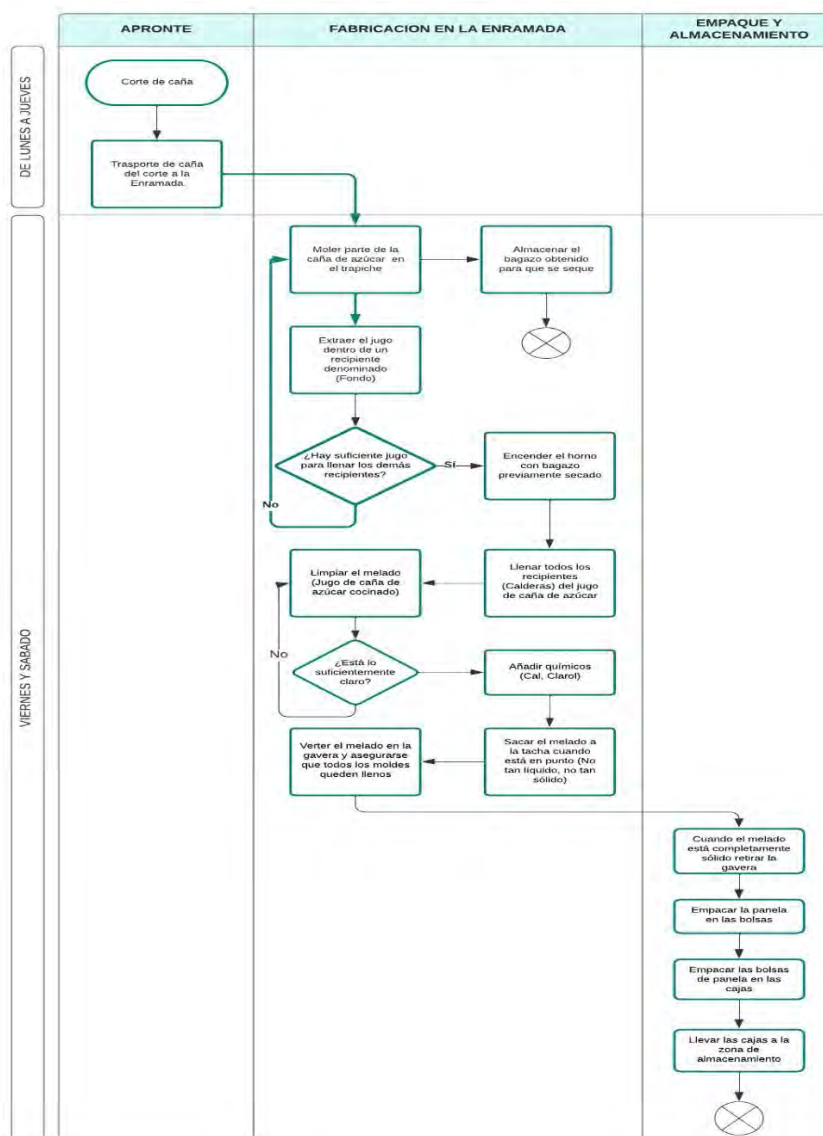 APRONTE
FABRICACION EN LA ENRAMADA
EMPAQUE Y
ALMACENAMIENTO
DE LUNES A JUEVES
Corte de caña
Trasporte de caña
del corte a la
Enramada.
VIERNES Y SABADO
Moler parte de la
caña de azúcar en
el trapiche
Almacenar el
bagazo obtenido
para que se seque
Extraer el jugo
dentro de un
recipiente
denominado
(Fondo)
¿Hay suficiente jugo
para llenar los demás
recipientes?
Sí
No
Encender el horno
con bagazo
previamente secado
Llenar todos los
recipientes
(Calderas) del jugo
de caña de azúcar
Limpiar el melado
(Jugo de caña de
azúcar cocinado)
No
¿Está lo
suficientemente
claro?
Añadir químicos
(Cal, Clarol)
Sacar el melado a
la tacha cuando
está en punto (No
tan líquido, no tan
sólido)
Verter el melado en la
gavera y asegurarse
que todos los moldes
queden llenos
Cuando el melado
está completamente
sólido retirar la
gavera
Empacar la panela
en las bolsas
Empacar las bolsas
de panela en las
cajas
Llevar las cajas a la
zona de
almacenamiento